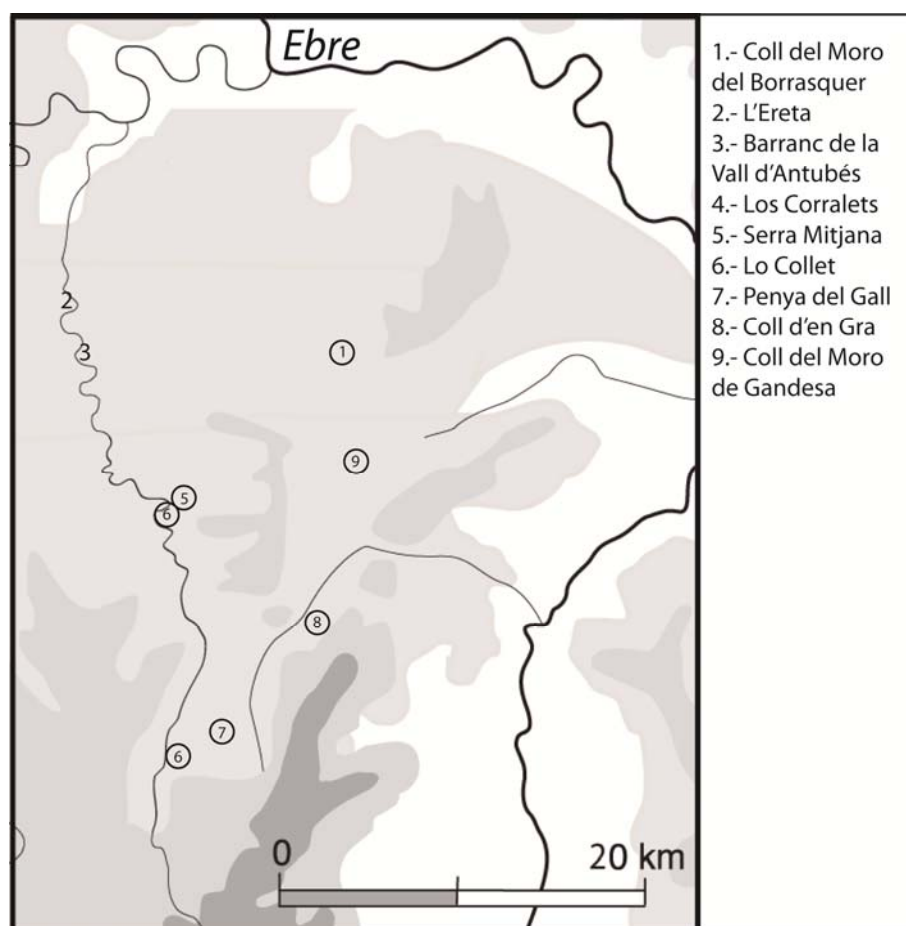 Ebre
1.- Coll del Moro
del Borrasquer
2.- L'Ereta
3.- Barranc de la
Vall d'Antubés
4.- Los Corralets
5.- Serra Mitjana
6.- Lo Collet
7.- Penya del Gall
8.- Coll d'en Gra
9.- Coll del Moro
de Gandesa
2
3
1
9
5
6
8
7
6
0 20 km